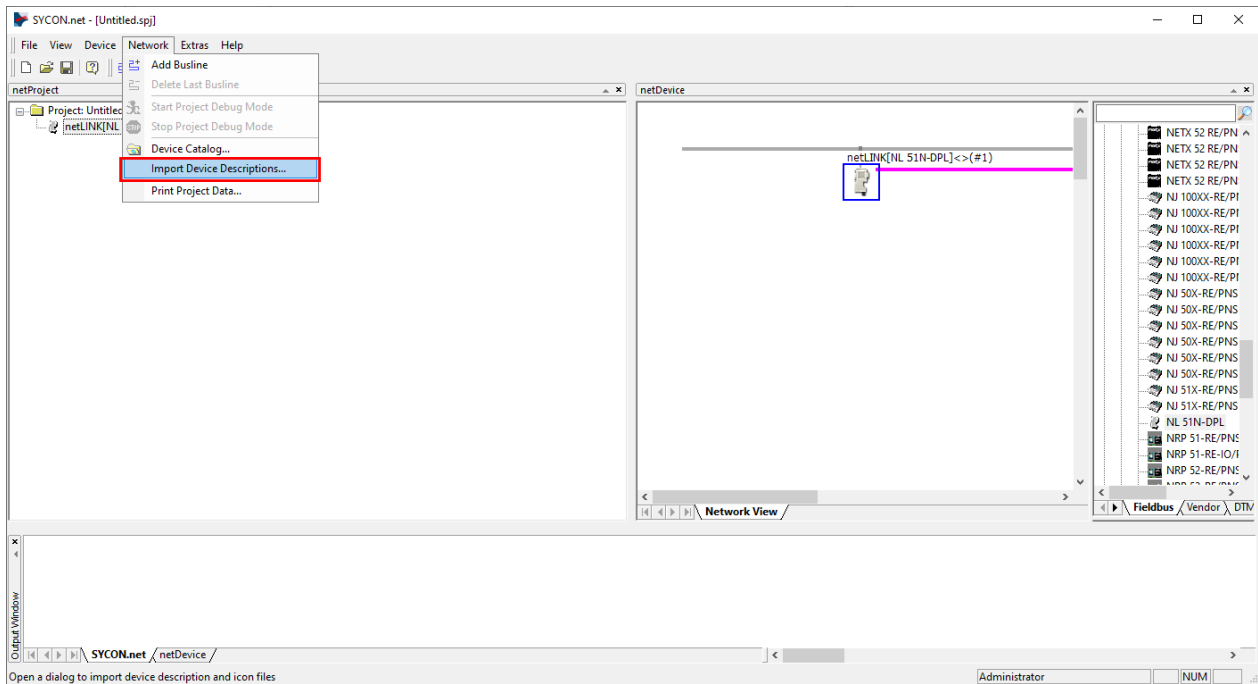 SYCON.net - [Untitled.spj]
File View Device Network Extras Help
Add Busline
Delete Last Busline
Start Project Debug Mode
Stop Project Debug Mode
Device Catalog...
Import Device Descriptions...
Print Project Data...
netProject
Project: Untitled
netLINK[NL
netDevice
netLINK[NL 51N-DPL]<>(#1)
Network View
NETX 52 RE/PN
NETX 52 RE/PN
NETX 52 RE/PN
NETX 52 RE/PN
NJ 100XX-RE/PN
NJ 100XX-RE/PN
NJ 100XX-RE/PN
NJ 100XX-RE/PN
NJ 100XX-RE/PN
NJ 100XX-RE/PN
NJ 50X-RE/PNS
NJ 50X-RE/PNS
NJ 50X-RE/PNS
NJ 50X-RE/PNS
NJ 50X-RE/PNS
NJ 50X-RE/PNS
NJ 51X-RE/PNS
NJ 51X-RE/PNS
NL 51N-DPL
NRP 51-RE/PNS
NRP 51-RE-IO/P
NRP 52-RE/PNS
Fieldbus Vendor DTM
Output Window
SYCON.net netDevice
Open a dialog to import device description and icon files
Administrator
NUM